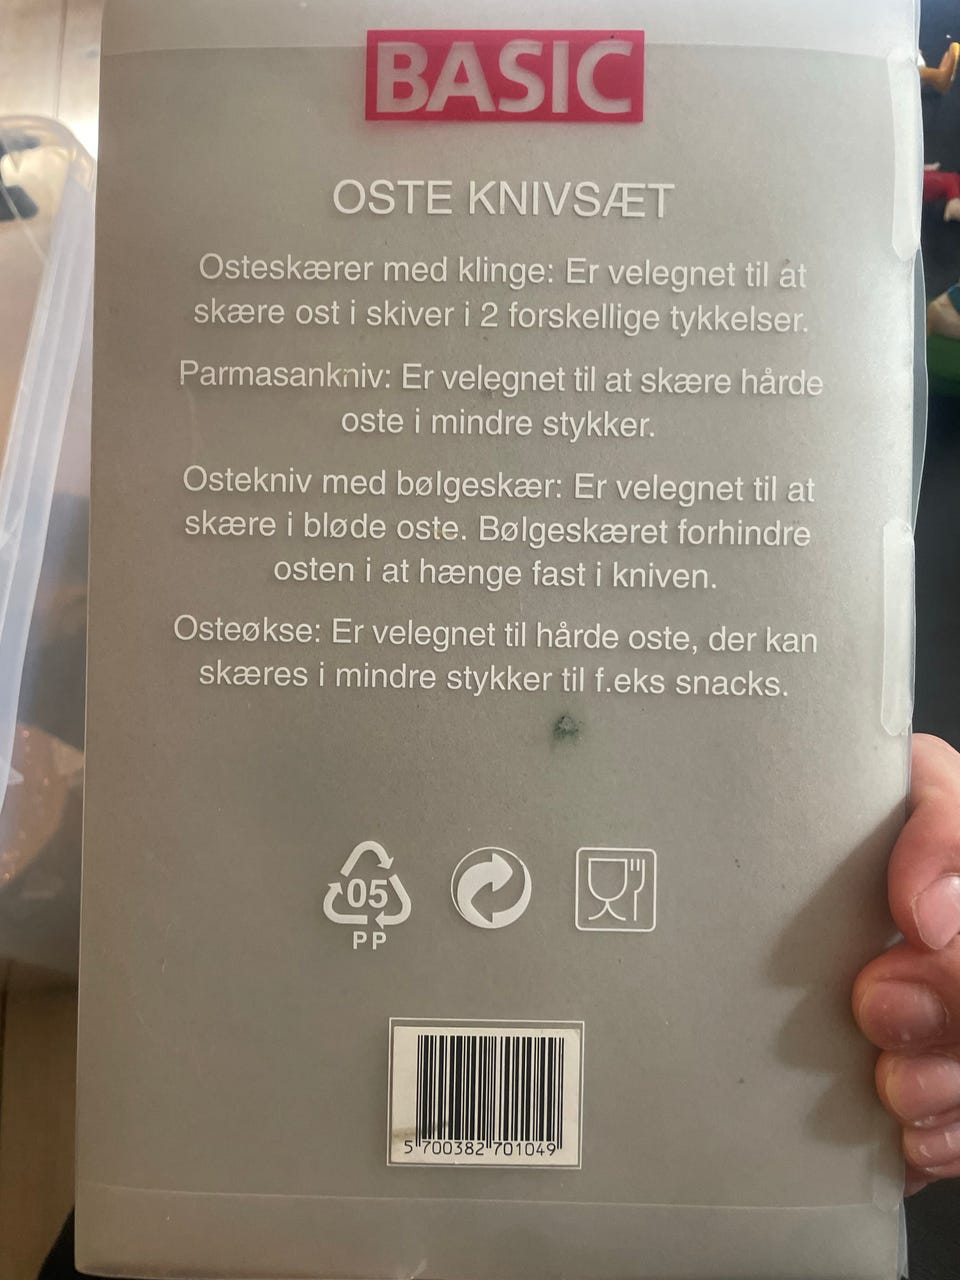 BASIC
OSTE KNIVSÆT
Osteskærer med klinge: Er velegnet til at
skære ost i skiver i 2 forskellige tykkelser.
Parmasankniv: Er velegnet til at skære hårde
oste i mindre stykker.
Ostekniv med bølgeskær: Er velegnet til at
skære i bløde oste. Bølgeskæret forhindre
osten i at hænge fast i kniven.
Osteøkse: Er velegnet til hårde oste, der kan
skæres i mindre stykker til f.eks snacks.
05
PP
5 700382 701049